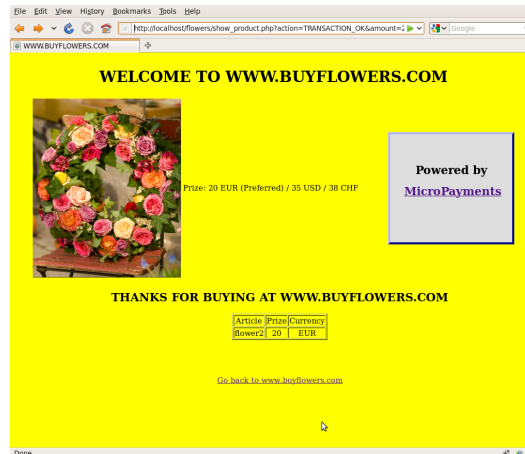 File Edit View History Bookmarks Tools Help
http://localhost/flowers/show_product.php?action=TRANSACTION_OK&amount=2
Google
WWW.BUYFLOWERS.COM
WELCOME TO WWW.BUYFLOWERS.COM
Prize: 20 EUR (Preferred) / 35 USD / 38 CHF
Powered by
MicroPayments
THANKS FOR BUYING AT WWW.BUYFLOWERS.COM
Article Prize Currency
flower2 20 EUR
Go back to www.buyflowers.com
Done